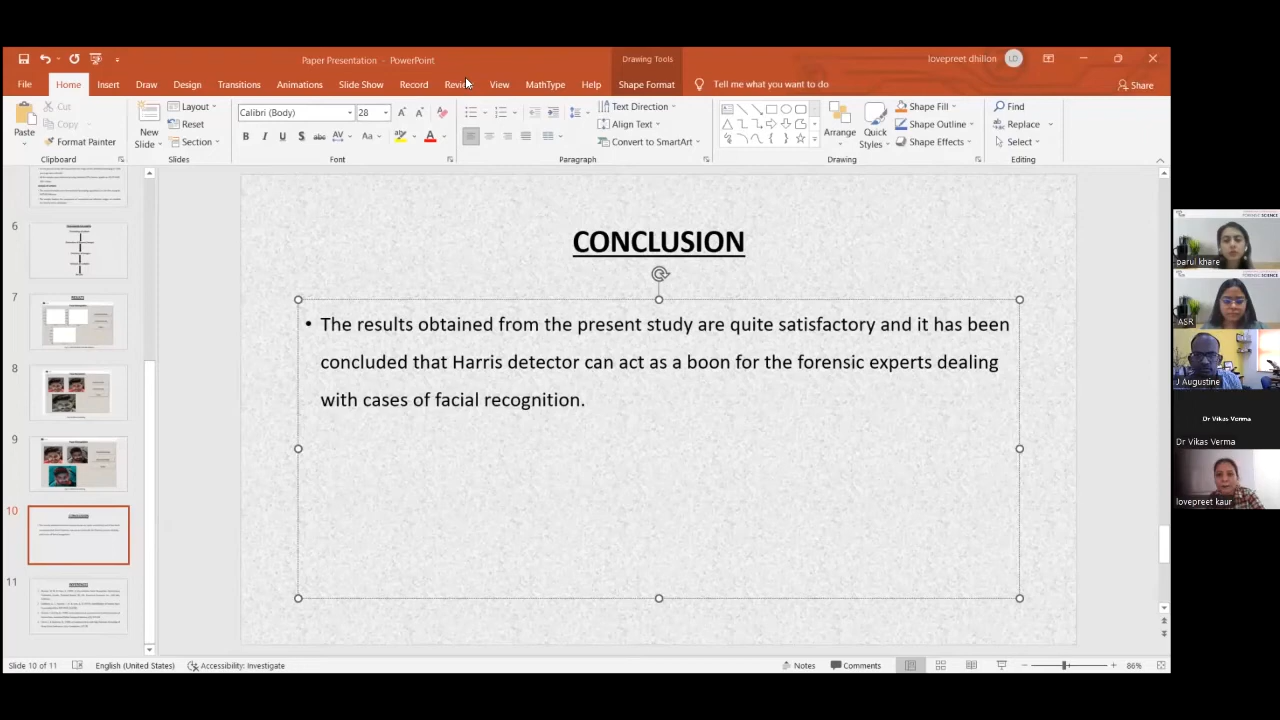 Paper Presentation - PowerPoint
Drawing Tools
lovepreet dhillon
LD
File
Home
Insert
Draw
Design
Transitions
Animations
Slide Show
Record
Review
View
MathType
Help
Shape Format
Tell me what you want to do
Share
Paste
Cut
Copy
Format Painter
Clipboard
New
Slide
Layout
Reset
Section
Slides
Calibri (Body)
28
Font
Text Direction
Align Text
Convert to SmartArt
Paragraph
Arrange
Quick
Styles
Shape Fill
Shape Outline
Shape Effects
Drawing
Find
Replace
Select
Editing
6
7
8
9
10
11
CONCLUSION
• The results obtained from the present study are quite satisfactory and it has been
concluded that Harris detector can act as a boon for the forensic experts dealing
with cases of facial recognition.
FORENSIC SCIENCE
parul khare
ASR
J Augustine
Dr Vikas Verma
Dr Vikas Verma
lovepreet kaur
Slide 10 of 11
English (United States)
Accessibility: Investigate
Notes
Comments
86%